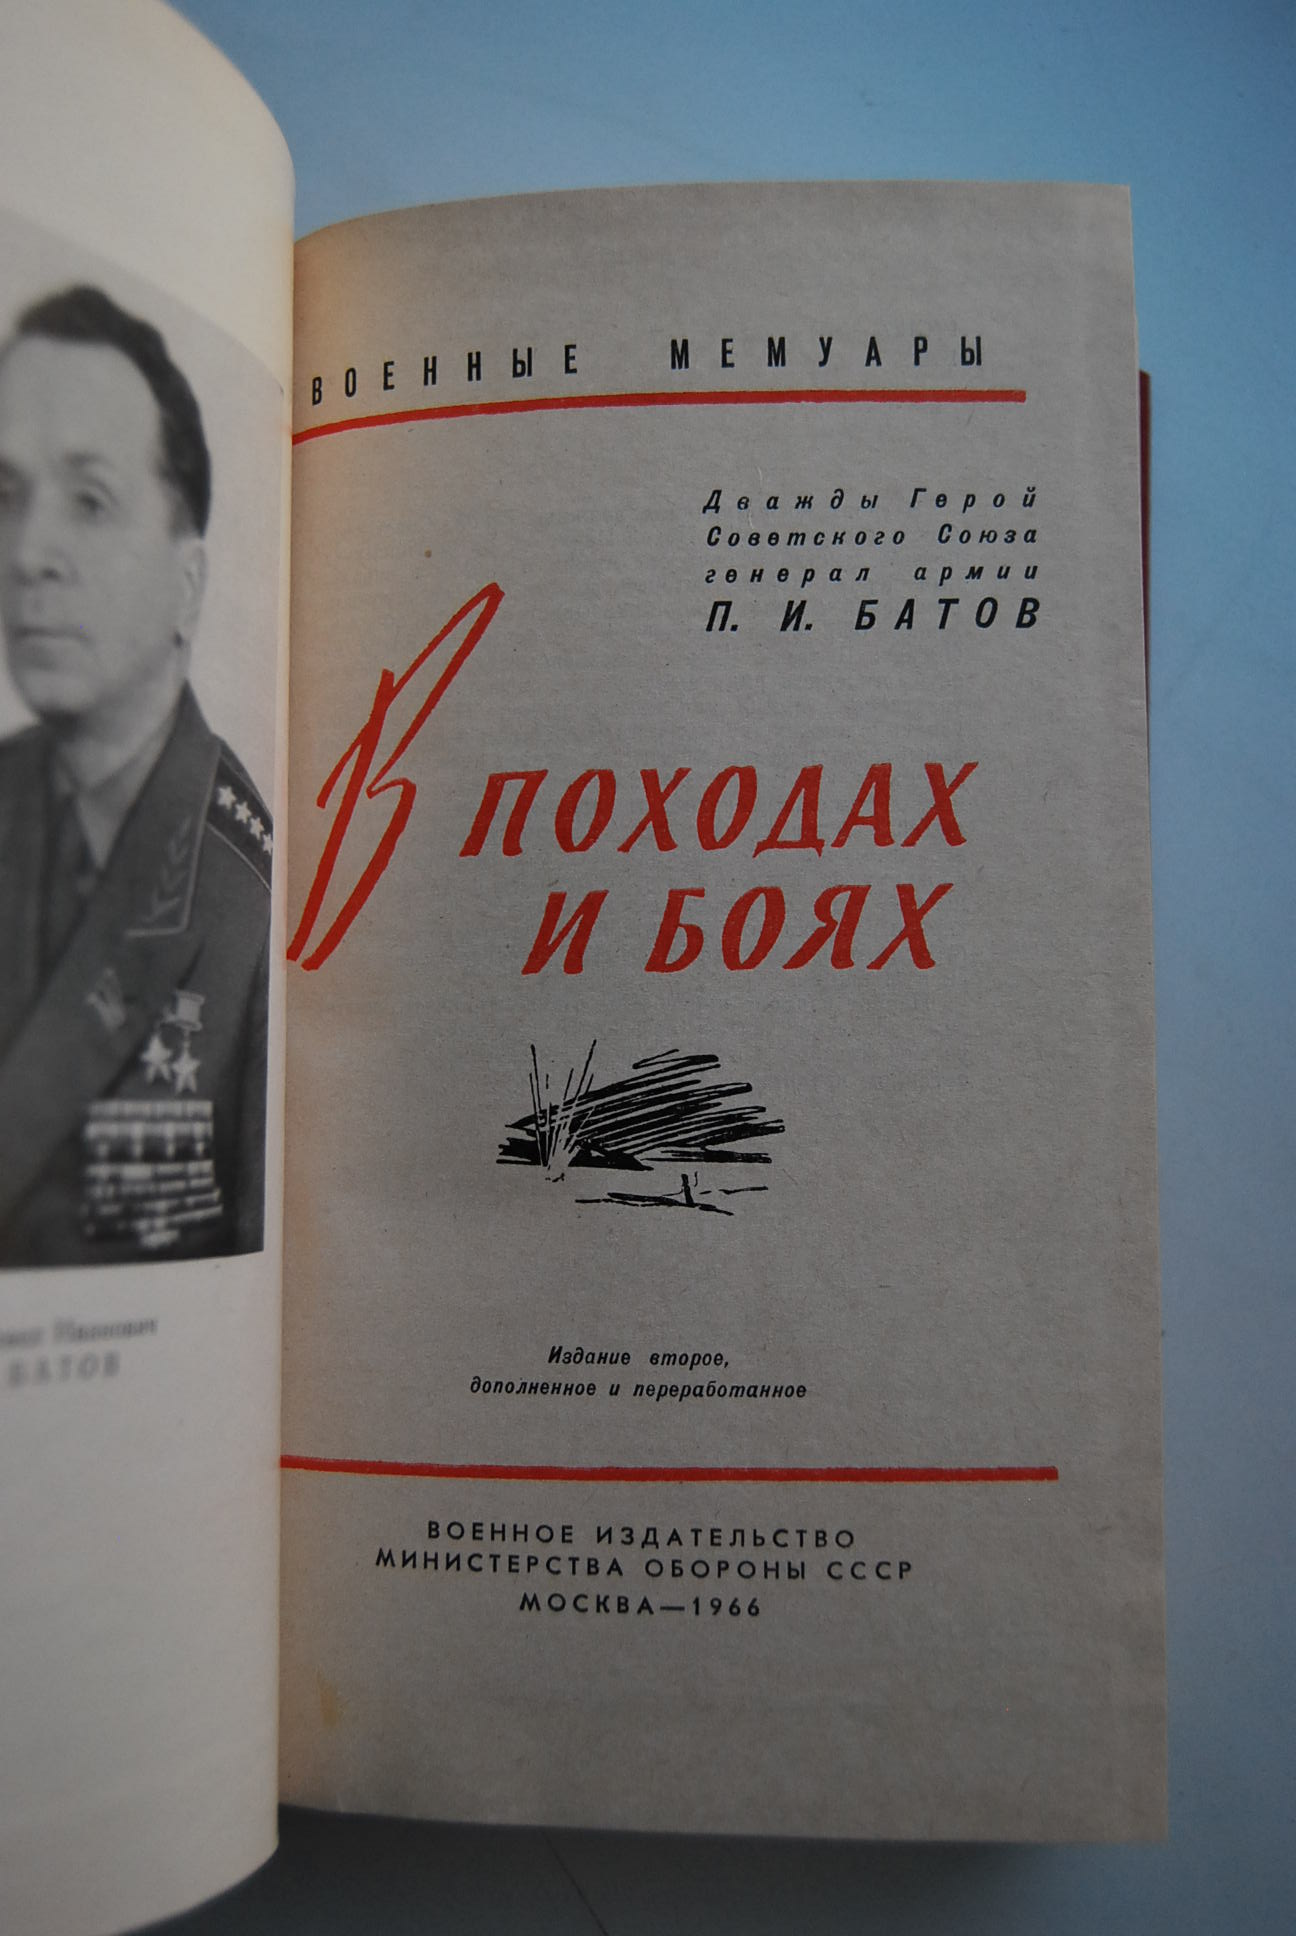 Иванович
БАТОВ
ВОЕННЫЕ МЕМУАРЫ
Дважды Герой
Советского Союза
генерал армии
П. И. БАТОВ
В ПОХОДАХ
И БОЯХ
Издание второе,
дополненное и переработанное
ВОЕННОЕ ИЗДАТЕЛЬСТВО
МИНИСТЕРСТВА ОБОРОНЫ СССР
МОСКВА—1966